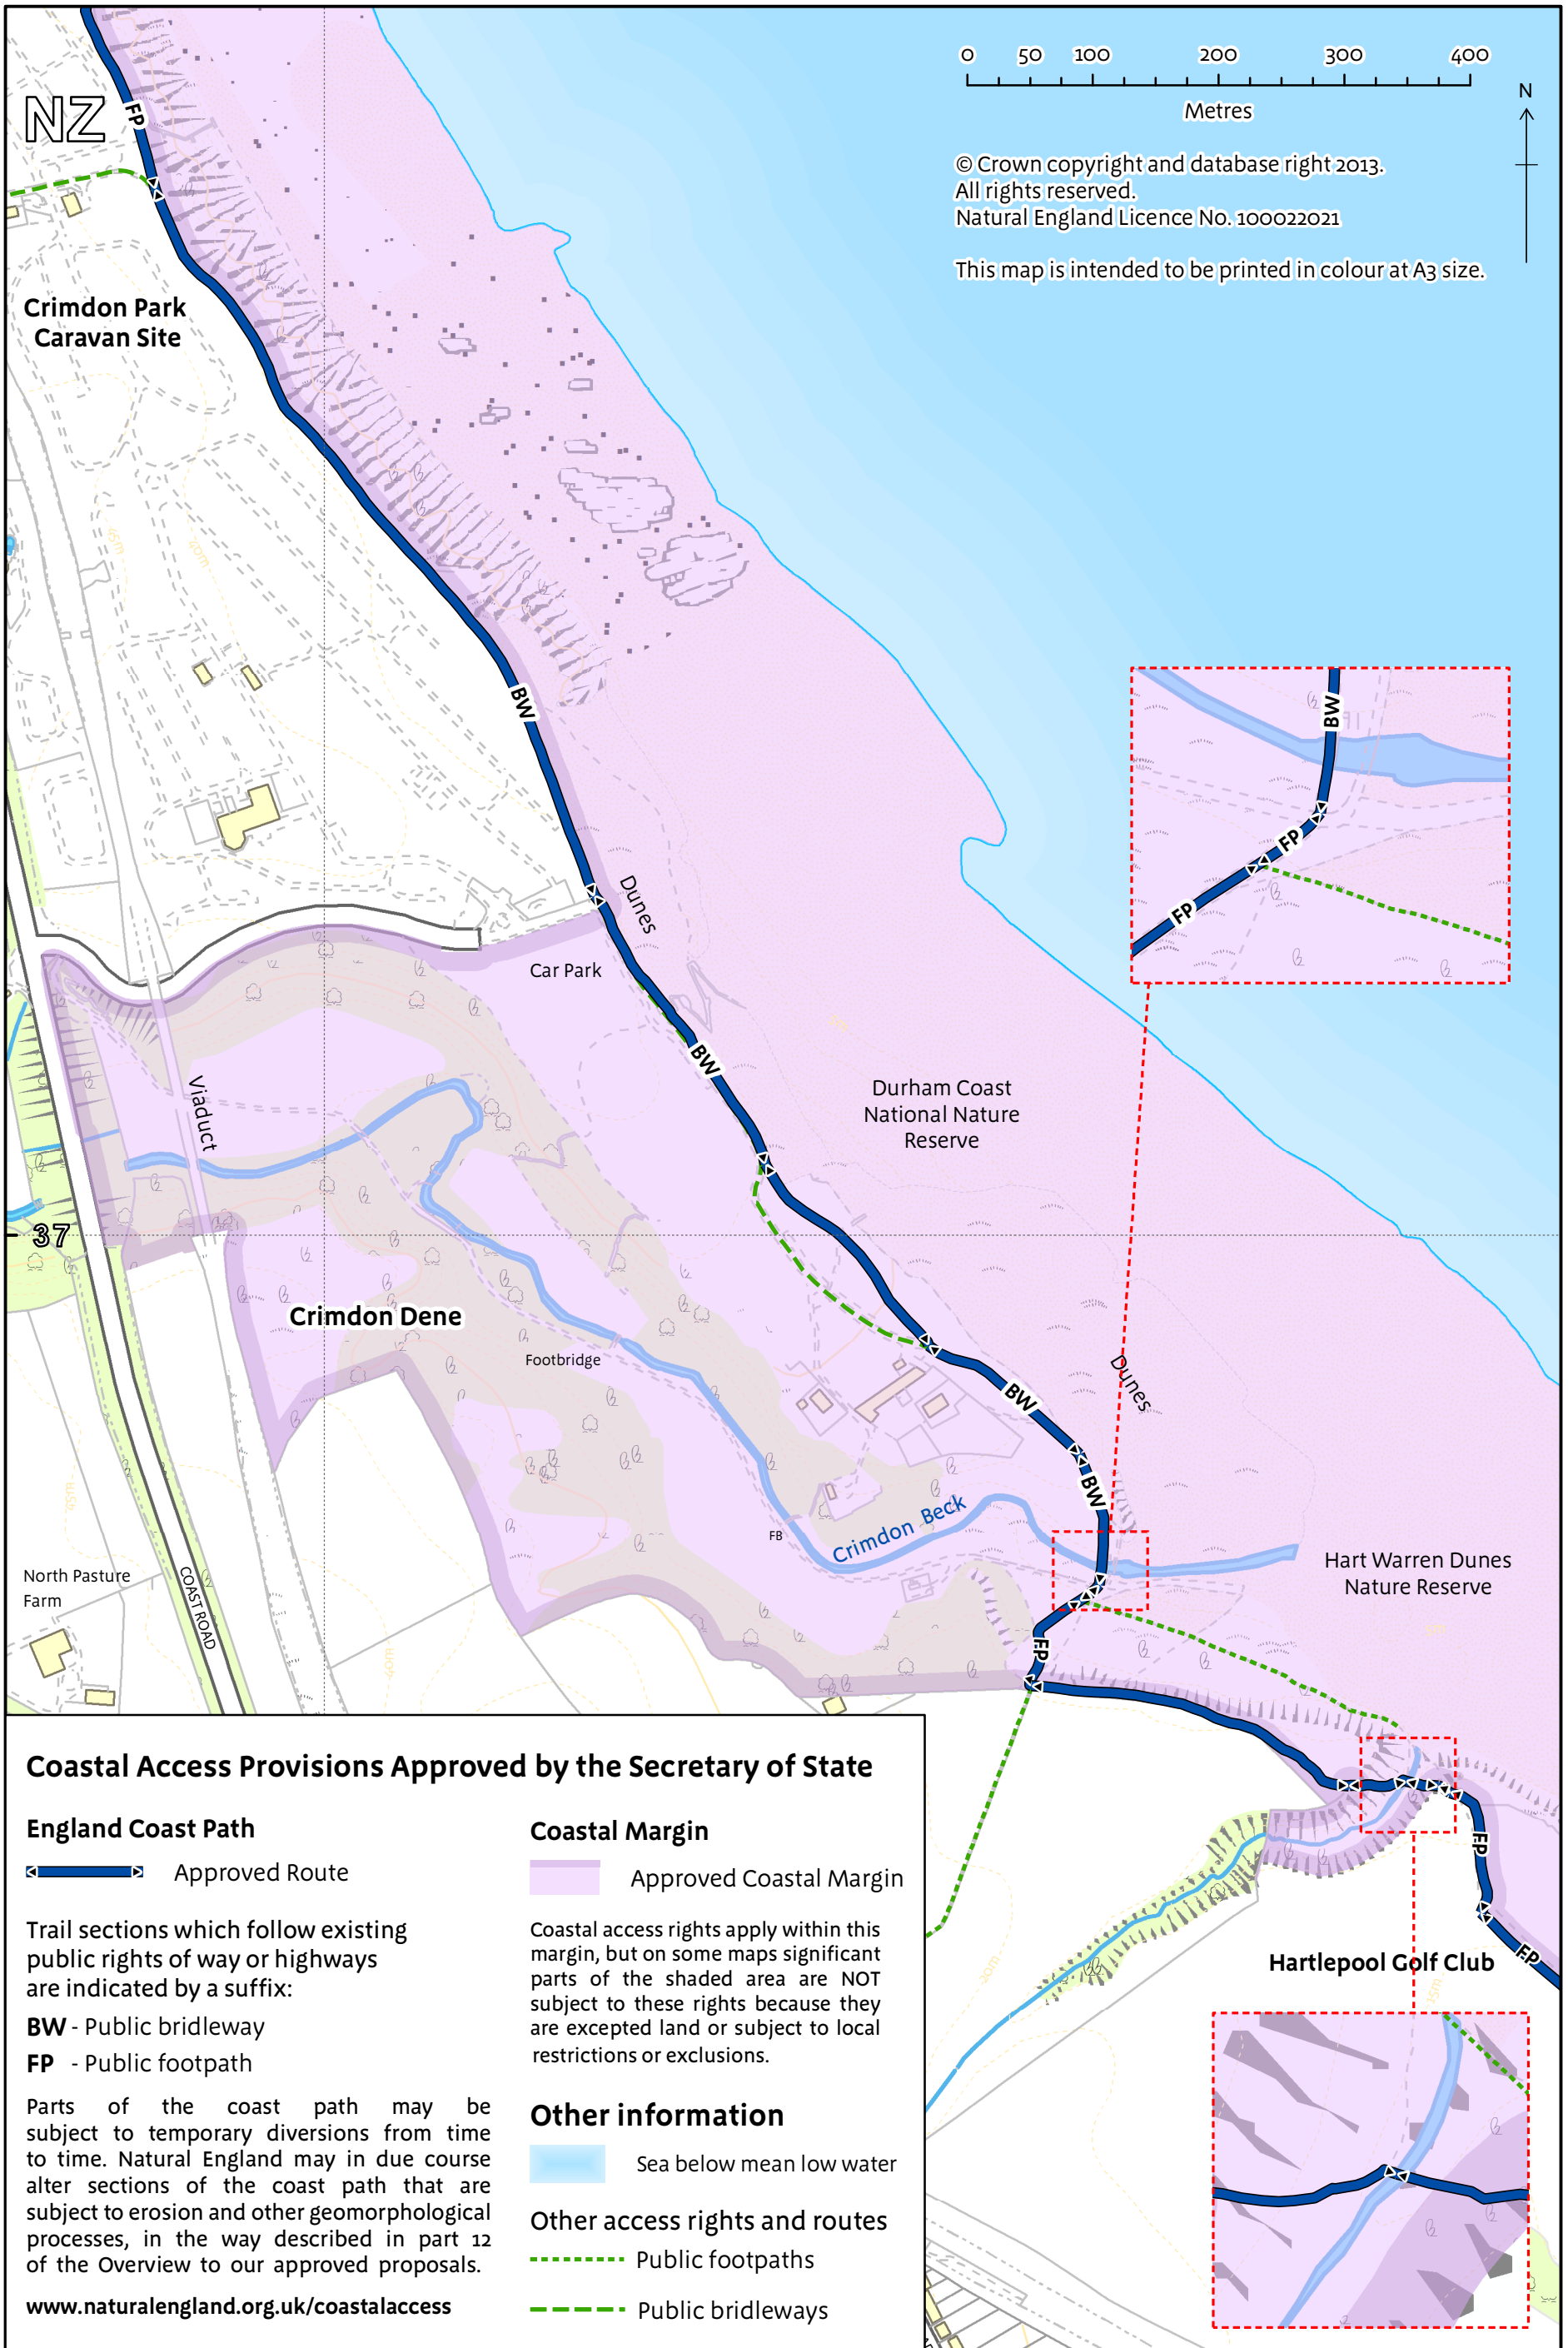 0 50 100 200 300 400
Metres
N
© Crown copyright and database right 2013.
All rights reserved.
Natural England Licence No. 100022021
This map is intended to be printed in colour at A3 size.
NZ
FP
Crimdon Park
Caravan Site
45m
40m
BW
BW
FP
FP
Dunes
Car Park
BW
Durham Coast
National Nature
Reserve
Viaduct
37
Crimdon Dene
Footbridge
Dunes
BW
BW
35m
FB
Crimdon Beck
Hart Warren Dunes
Nature Reserve
North Pasture
Farm
COAST ROAD
40m
FP
FP
Hartlepool Golf Club
FP
20m
15m
Coastal Access Provisions Approved by the Secretary of State
England Coast Path
Approved Route
Trail sections which follow existing
public rights of way or highways
are indicated by a suffix:
BW - Public bridleway
FP - Public footpath
Parts of the coast path may be
subject to temporary diversions from time
to time. Natural England may in due course
alter sections of the coast path that are
subject to erosion and other geomorphological
processes, in the way described in part 12
of the Overview to our approved proposals.
www.naturalengland.org.uk/coastalaccess
Coastal Margin
Approved Coastal Margin
Coastal access rights apply within this
margin, but on some maps significant
parts of the shaded area are NOT
subject to these rights because they
are excepted land or subject to local
restrictions or exclusions.
Other information
Sea below mean low water
Other access rights and routes
Public footpaths
Public bridleways